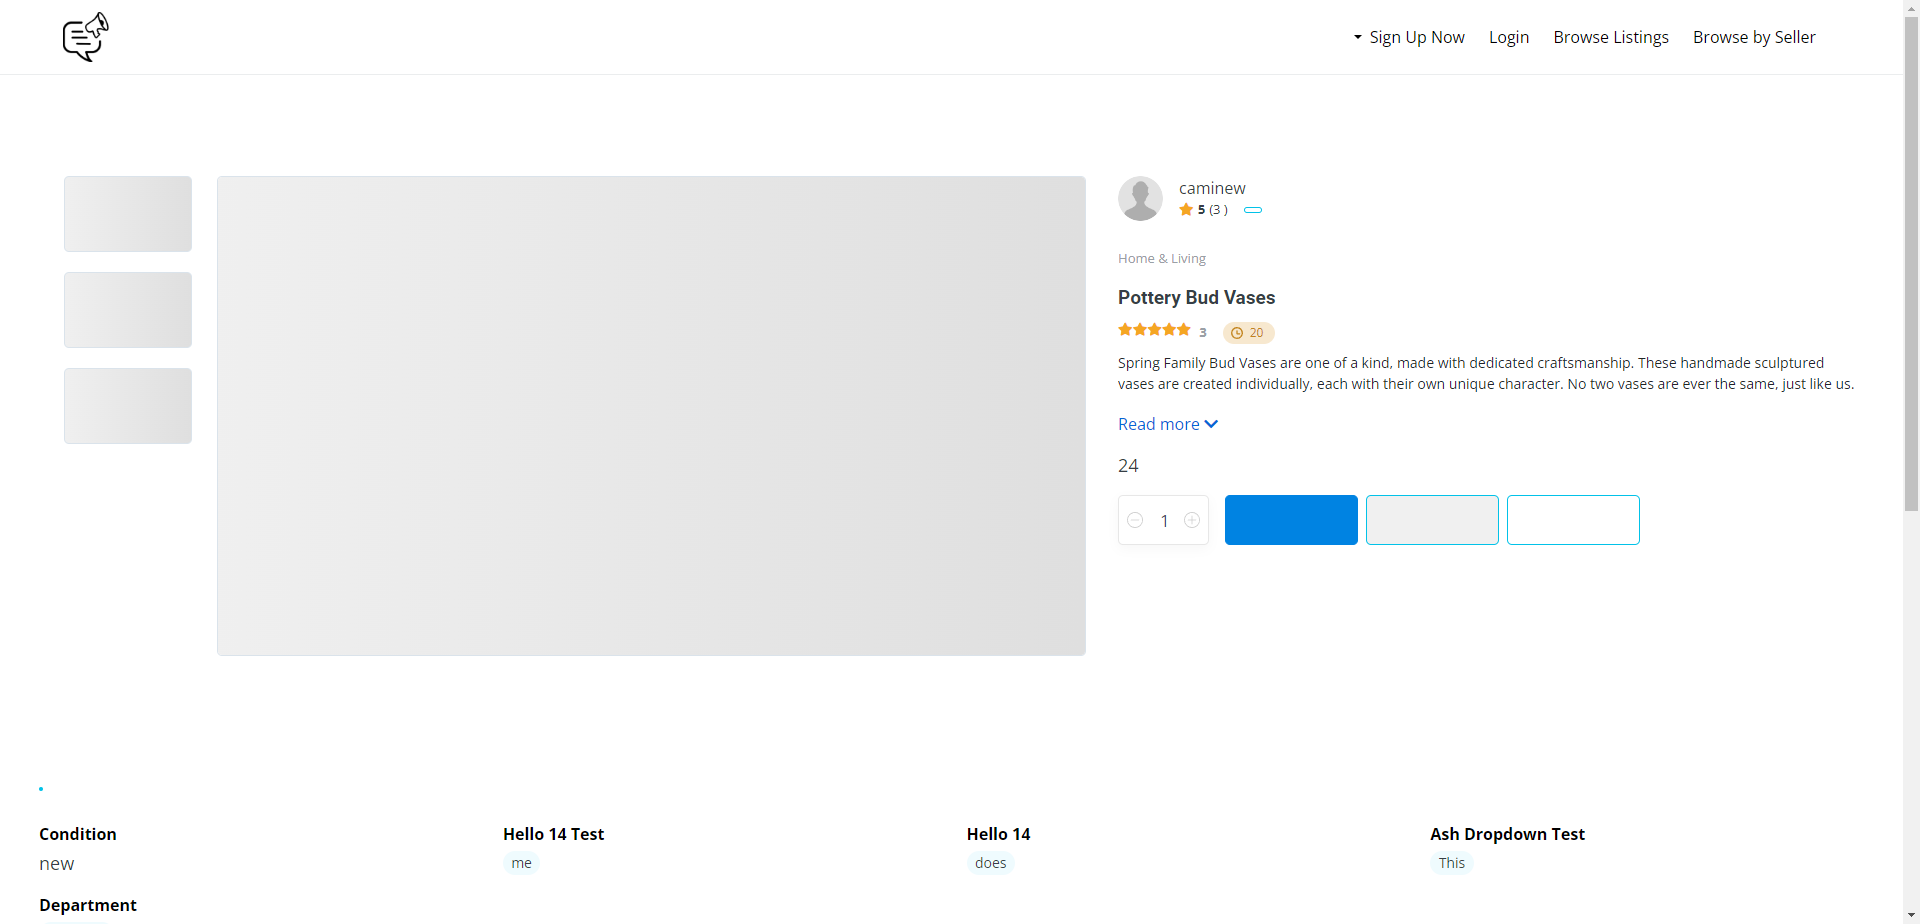 Sign Up Now Login Browse Listings Browse by Seller
caminew
5 (3 )
Home & Living
Pottery Bud Vases
3 20
Spring Family Bud Vases are one of a kind, made with dedicated craftsmanship. These handmade sculptured
vases are created individually, each with their own unique character. No two vases are ever the same, just like us.
Read more
24
1
Condition Hello 14 Test Hello 14 Ash Dropdown Test
new me does This
Department